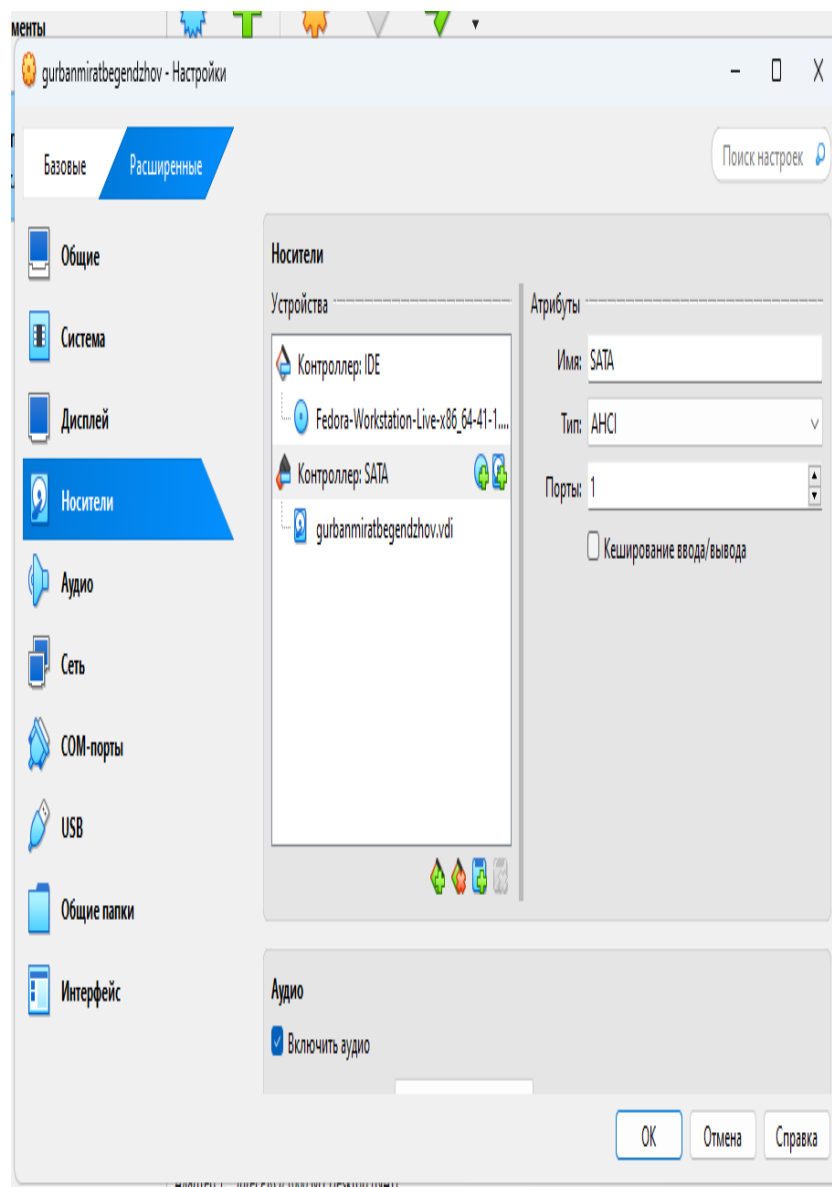 менты
gurbanmiratbegendzhov - Настройки
Базовые
Расширенные
Поиск настроек
Общие
Система
Дисплей
Носители
Аудио
Сеть
COM-порты
USB
Общие папки
Интерфейс
Носители
Устройства
Контроллер: IDE
Fedora-Workstation-Live-x86_64-41-1....
Контроллер: SATA
gurbanmiratbegendzhov.vdi
Атрибуты
Имя: SATA
Тип: AHCI
Порты: 1
Кеширование ввода/вывода
Аудио
Включить аудио
OK
Отмена
Справка